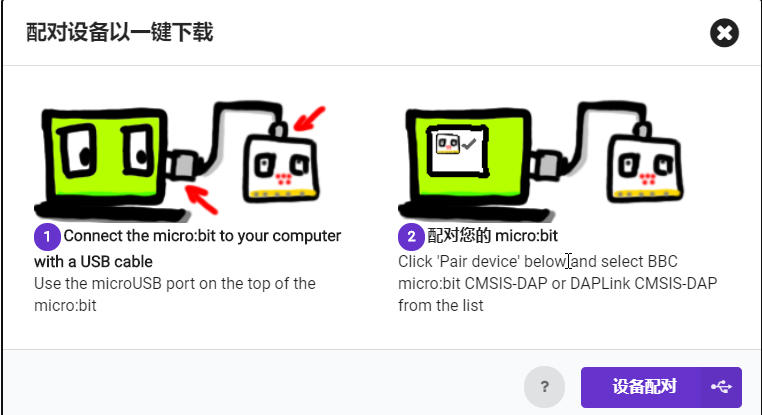 配对设备以一键下载
1 Connect the micro:bit to your computer
with a USB cable
Use the microUSB port on the top of the
micro:bit
2 配对您的 micro:bit
Click 'Pair device' below and select BBC
micro:bit CMSIS-DAP or DAPLink CMSIS-DAP
from the list
?
设备配对